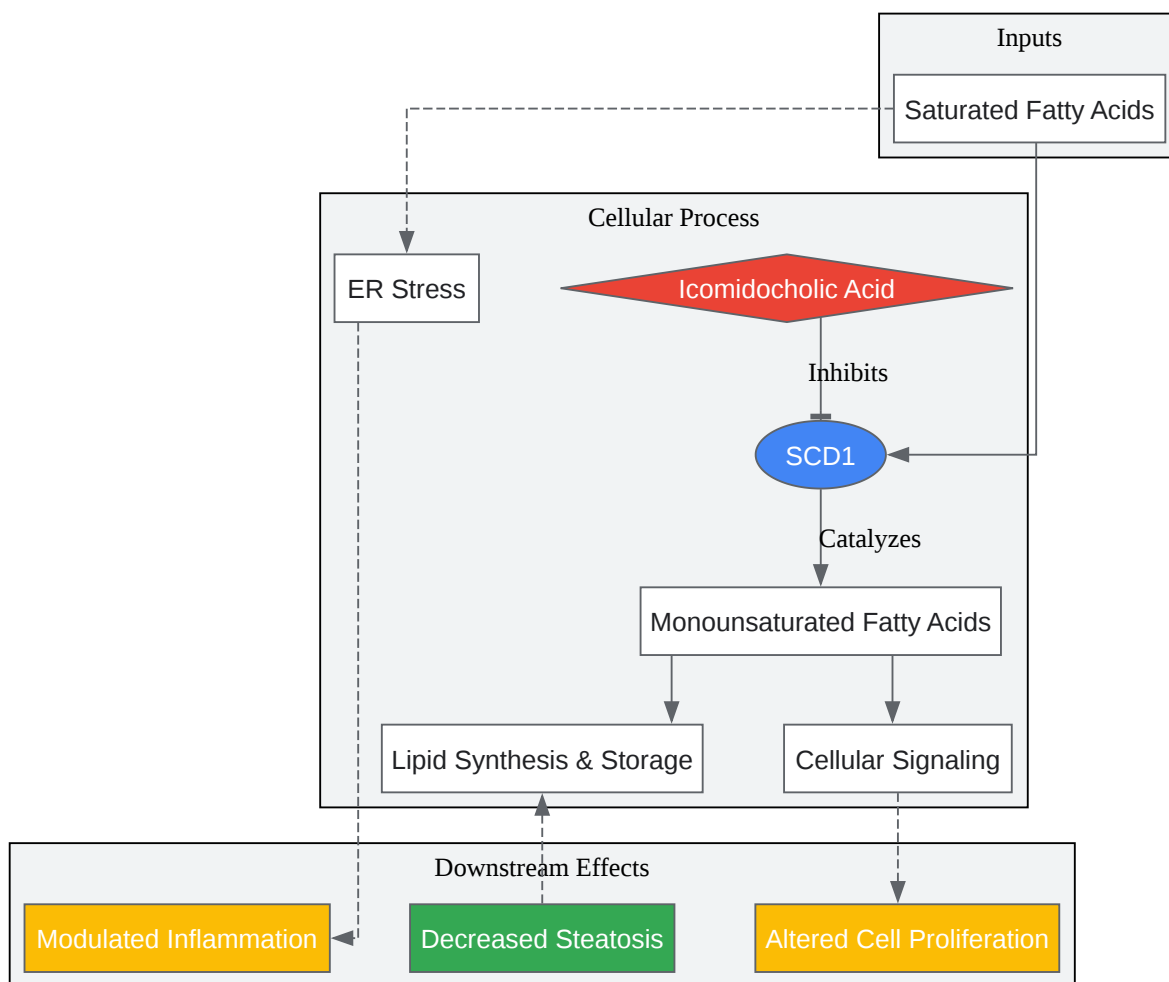 Inputs
Saturated Fatty Acids
Cellular Process
ER Stress
Icomidocholic Acid
Inhibits
SCD1
Catalyzes
Monounsaturated Fatty Acids
Lipid Synthesis & Storage
Cellular Signaling
Downstream Effects
Modulated Inflammation
Decreased Steatosis
Altered Cell Proliferation